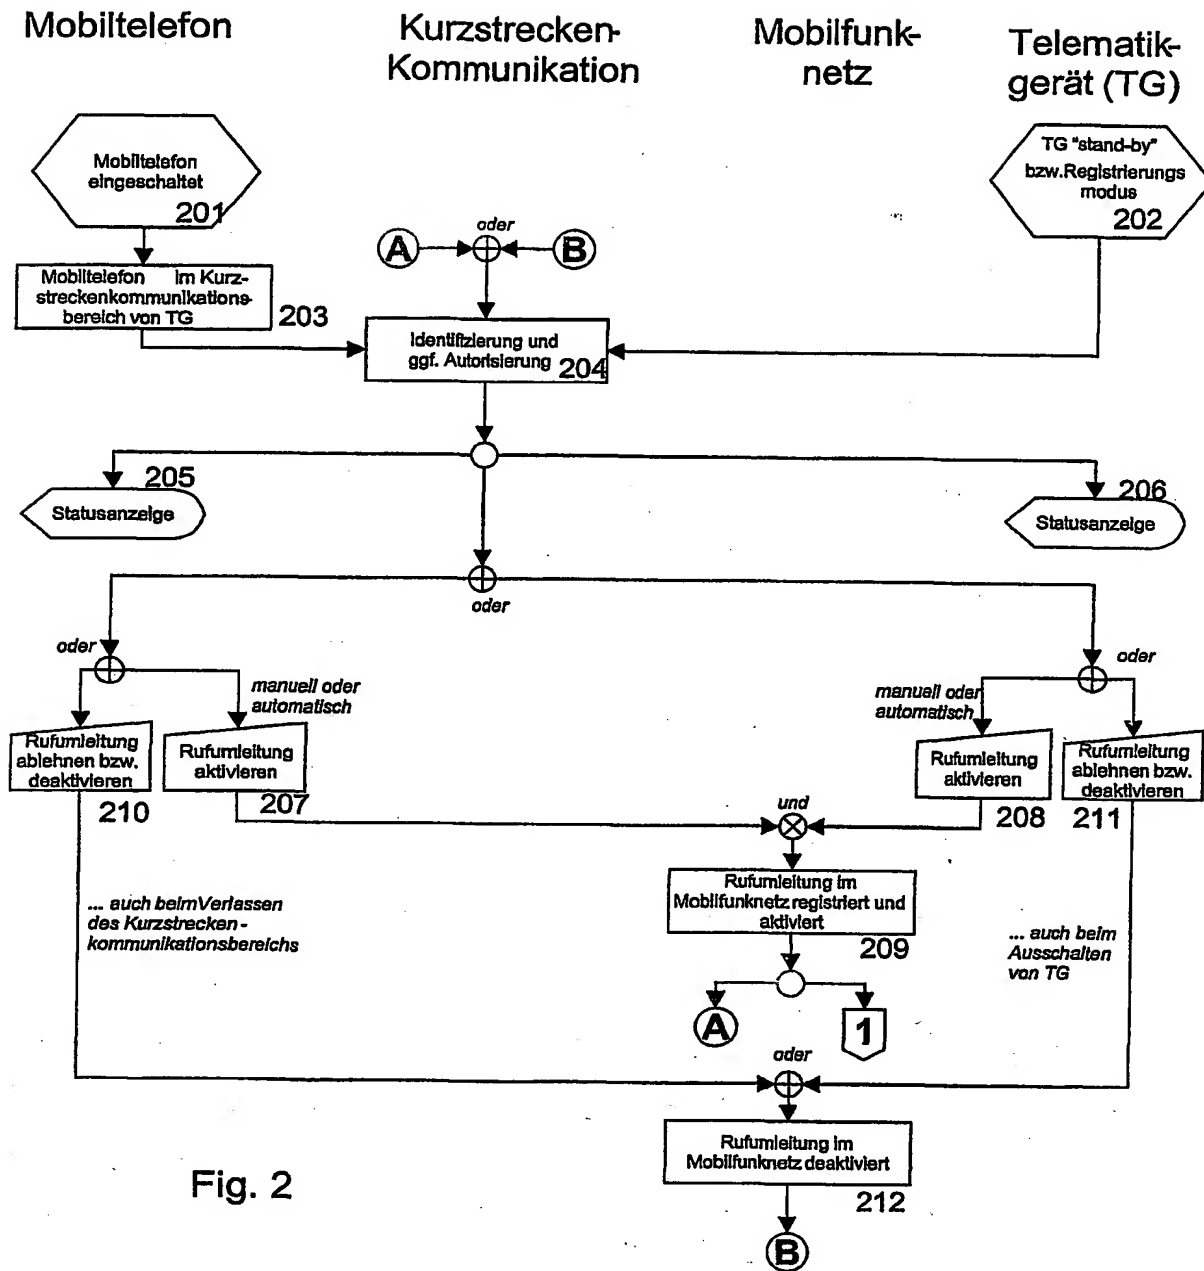 Mobiltelefon
Kurzstrecken-
Kommunikation
Mobilfunk-
netz
Telematik-
gerät (TG)
Mobiltelefon
eingeschaltet
201
TG "stand-by"
bzw.Registrierungs
modus
202
oder
A
B
Mobiltelefon im Kurz-
streckenkommunikations-
bereich von TG
203
Identifizierung und
ggf. Autorisierung
204
205
Statusanzeige
206
Statusanzeige
oder
oder
manuell oder
automatisch
manuell oder
automatisch
oder
Rufumleitung
ablehnen bzw.
deaktivieren
210
Rufumleitung
aktivieren
207
Rufumleitung
aktivieren
208
Rufumleitung
ablehnen bzw.
deaktivieren
211
und
Rufumleitung im
Mobilfunknetz registriert und
aktiviert
209
... auch beim Verlassen
des Kurzstrecken -
kommunikationsbereichs
... auch beim
Ausschalten
von TG
A
1
oder
Rufumleitung im
Mobilfunknetz deaktiviert
212
B
Fig. 2